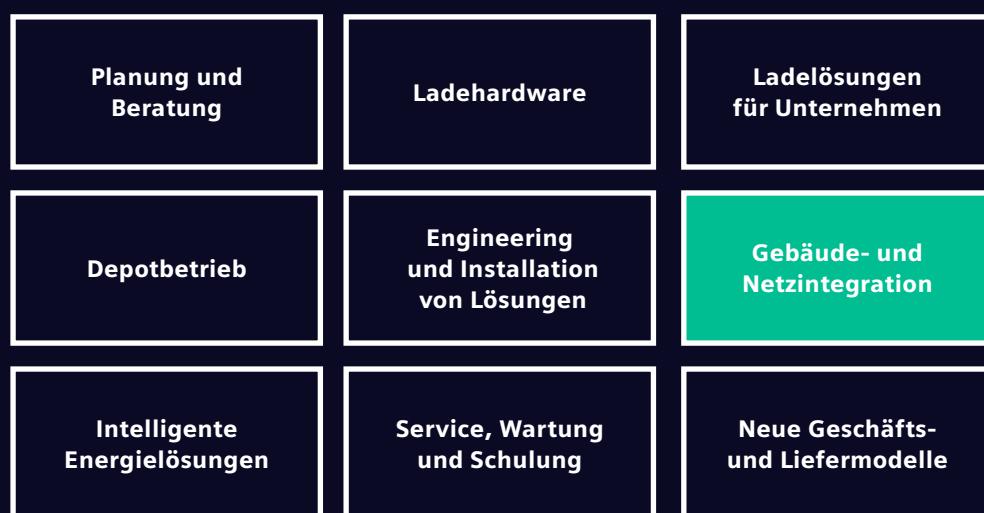 Planung und
Beratung
Ladehardware
Ladelösungen
für Unternehmen
Depotbetrieb
Engineering
und Installation
von Lösungen
Gebäude- und
Netzintegration
Intelligente
Energielösungen
Service, Wartung
und Schulung
Neue Geschäfts-
und Liefermodelle